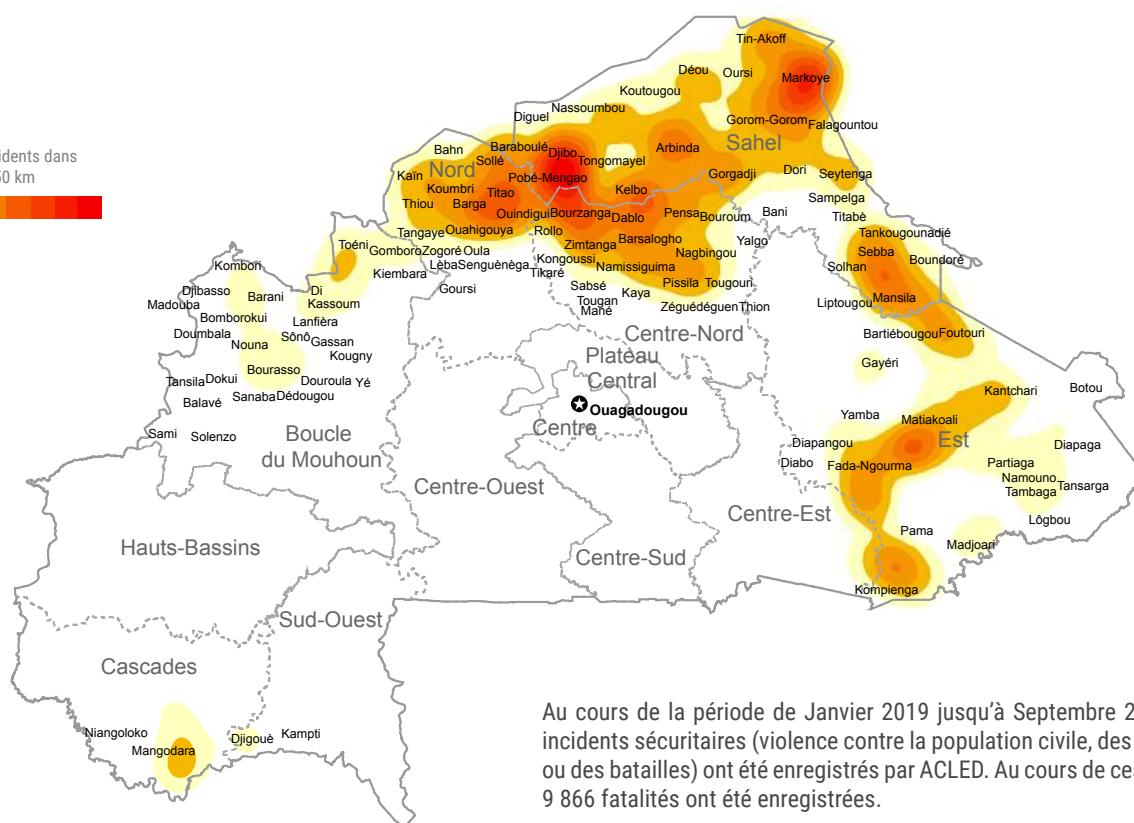 Tin-Akoff
Déou
Oursi
Markoye
Koutougou
Nassoumbou
Diguel
Gorom-Gorom
Falagountou
Sahel
Bahn
Baraboulé
Djibo
Arbinda
Sollé
Tongomayel
Nord
Kaïn
Pobé-Mengao
Gorgadji
Dori
Seytenga
Koumbri
Titao
Kelbo
Thiou
Barga
Sampelga
Ouindigui
Bourzanga
Dablo
Pensa
Bouroum
Bani
Titabè
Tangaye
Ouahigouya
Rollo
Tankougounadié
Toéni
Gomboro
Zogoré
Oula
Zimtanga
Barsalogho
Yalgo
Sebba
Boundoré
Kombori
Lèba
Senguènèga
Kongoussi
Namissiguima
Nagbingou
Solhan
Kiembara
Tikaré
Djibasso
Barani
Di
Goursi
Sabsé
Kaya
Pissila
Tougouri
Liptougou
Mansila
Madouba
Kassoum
Tougan
Mahé
Zéguédéguen
Thion
Bomborokui
Lanfièra
Doumbala
Sônô
Gassan
Centre-Nord
Bartiébougou
Foutouri
Nouna
Kougny
Plateau
Central
Gayéri
Bourasso
Tansila
Dokui
Douroula
Yé
Sanaba
Dédougou
Kantchari
Botou
Balavé
Ouagadougou
Yamba
Matiakoali
Sami
Solenzo
Boucle
du Mouhoun
Centre
Diapangou
Est
Diapaga
Diabo
Fada-Ngourma
Partiaga
Namouno
Tambaga
Tansarga
Centre-Ouest
Centre-Est
Lôgbou
Pama
Madjoari
Hauts-Bassins
Centre-Sud
Kompienga
Sud-Ouest
Cascades
Niangoloko
Mangodara
Djigouè
Kampti
idents dans
50 km
Au cours de la période de Janvier 2019 jusqu’à Septembre 2
incidents sécuritaires (violence contre la population civile, des
ou des batailles) ont été enregistrés par ACLED. Au cours de ces
9 866 fatalités ont été enregistrées.